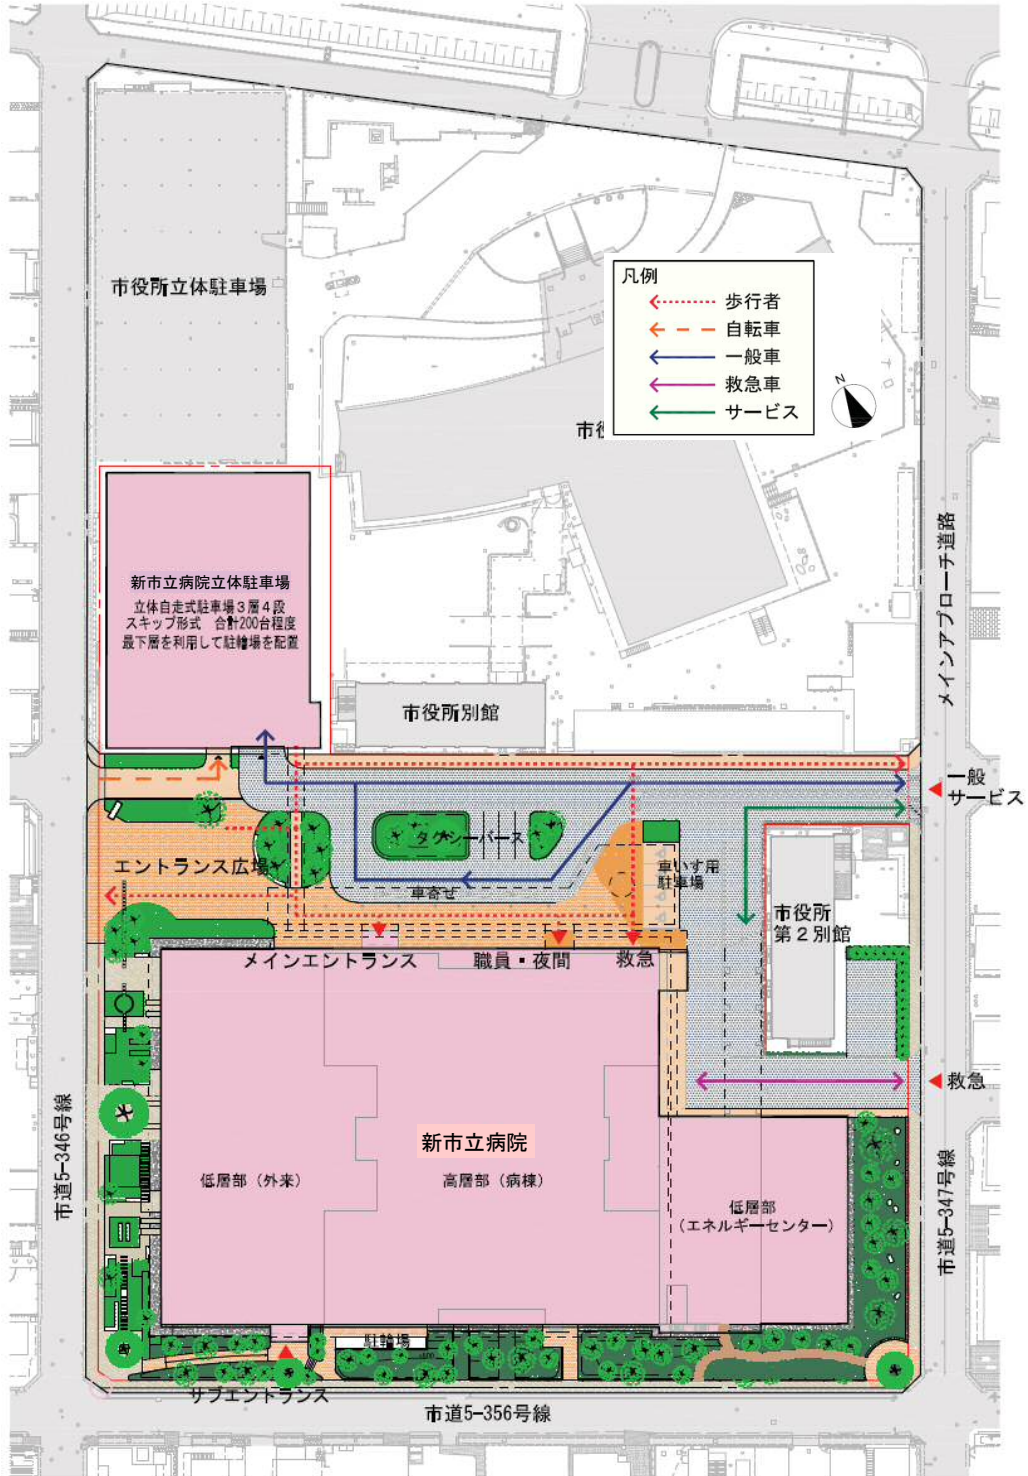 市役所立体駐車場
凡例
歩行者
自転車
一般車
救急車
サービス
N
市役
メインアプローチ道路
新市立病院立体駐車場
立体自走式駐車場3層4段
スキップ形式 合計200台程度
最下層を利用して駐輪場を配置
市役所別館
一般
サービス
タクシーバース
エントランス広場
車寄せ
車いす用
駐車場
市役所
第2別館
メインエントランス
職員・夜間
救急
救急
市道5-346号線
新市立病院
低層部(外来)
高層部(病棟)
低層部
(エネルギーセンター)
市道5-347号線
駐輪場
サブエントランス
市道5-356号線